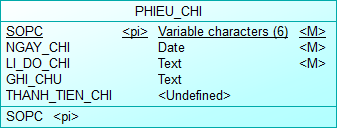 PHIEU_CHI
SOPC <pi> Variable characters (6) <M>
NGAY_CHI Date <M>
LI_DO_CHI Text <M>
GHI_CHU Text
THANH_TIEN_CHI <Undefined>
SOPC <pi>